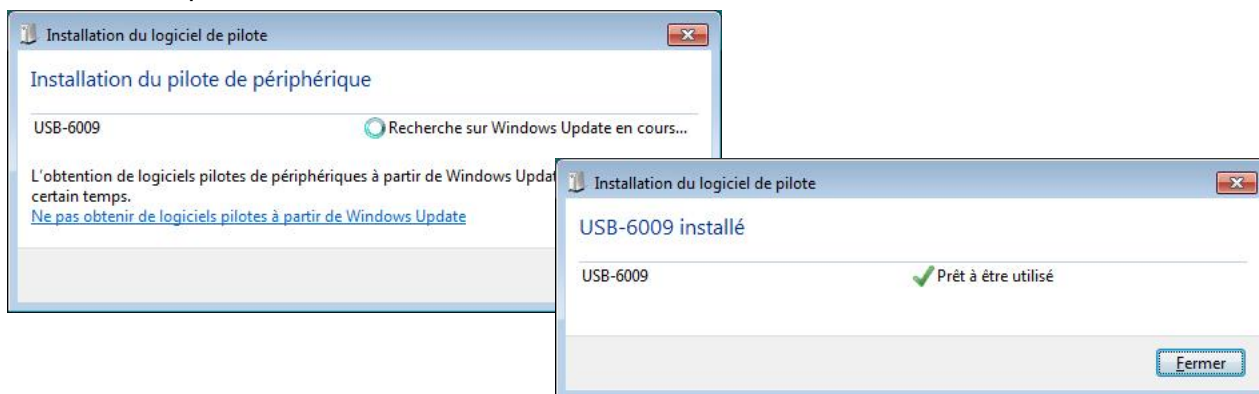 Installation du logiciel de pilote
Installation du pilote de périphérique
USB-6009
Recherche sur Windows Update en cours...
L'obtention de logiciels pilotes de périphériques à partir de Windows
certain temps.
Ne pas obtenir de logiciels pilotes à partir de Windows Update
Installation du logiciel de pilote
USB-6009 installé
USB-6009
Prêt à être utilisé
Fermer